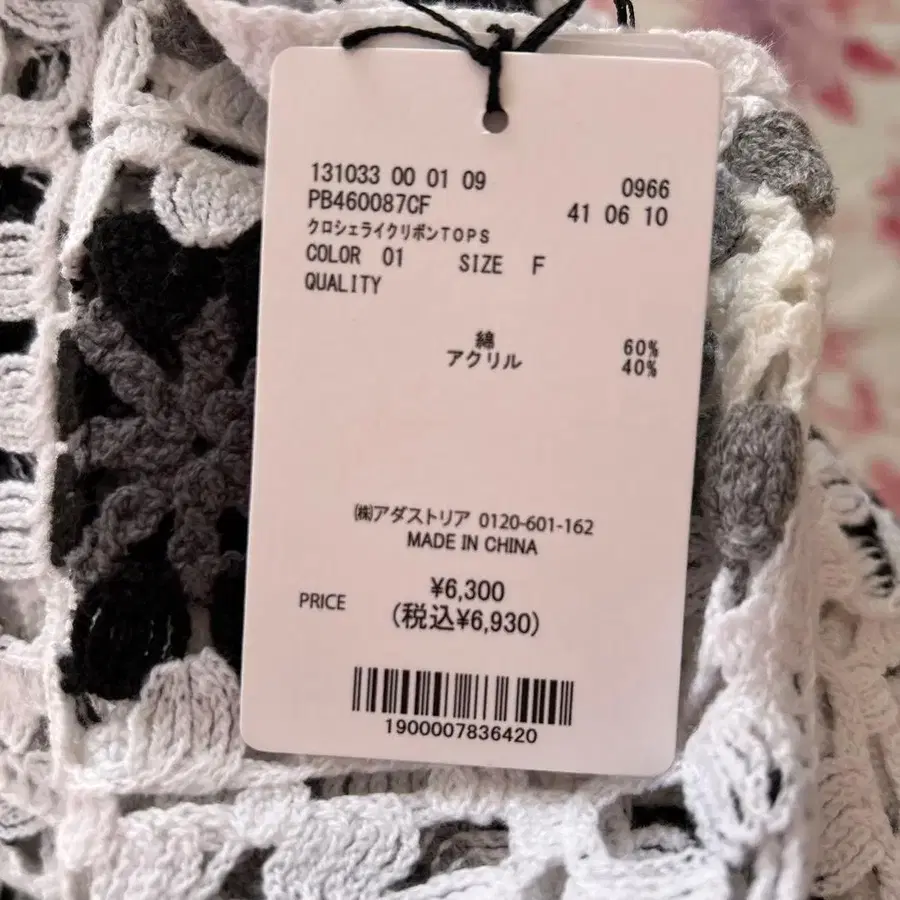 131033 00 01 09 0966
PB460087CF 41 06 10
クロシェライクリボンTOPS
COLOR 01 SIZE F
QUALITY
綿 60%
アクリル 40%
㈱アダストリア 0120-601-162
MADE IN CHINA
PRICE ¥6,300
(税込¥6,930)
1900007836420